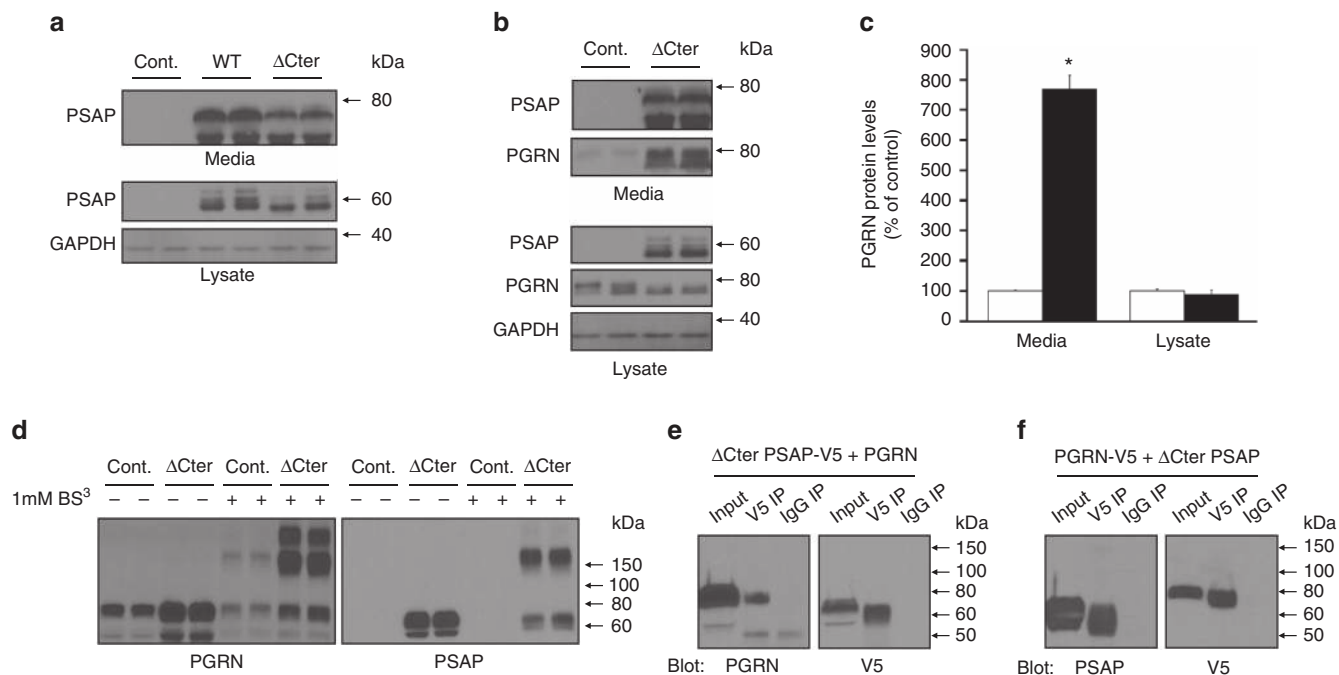 a
Cont. WT ΔCter kDa
PSAP 80
Media
PSAP 60
GAPDH 40
Lysate
b
Cont. ΔCter kDa
PSAP 80
PGRN 80
Media
PSAP 60
PGRN 80
GAPDH 40
Lysate
c
PGRN protein levels
(% of control)
900
800
700
600
500
400
300
200
100
0
*
Media Lysate
d
Cont. ΔCter Cont. ΔCter Cont. ΔCter Cont. ΔCter
1mM BS³ – – – – + + + + – – – – + + + +
kDa
150
100
80
60
PGRN PSAP
e
ΔCter PSAP-V5 + PGRN
Input V5 IP IgG IP Input V5 IP IgG IP
kDa
150
100
80
60
50
Blot: PGRN V5
f
PGRN-V5 + ΔCter PSAP
Input V5 IP IgG IP Input V5 IP IgG IP
kDa
150
100
80
60
50
Blot: PSAP V5